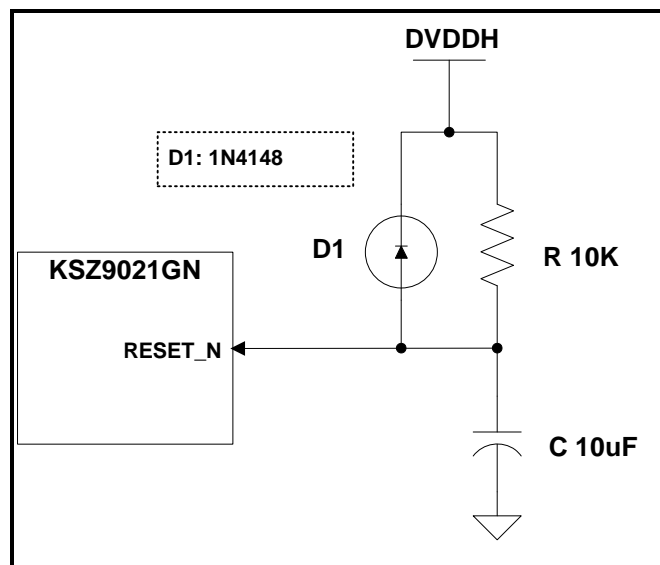 DVDDH
D1: 1N4148
D1
R 10K
KSZ9021GN
RESET_N
C 10uF